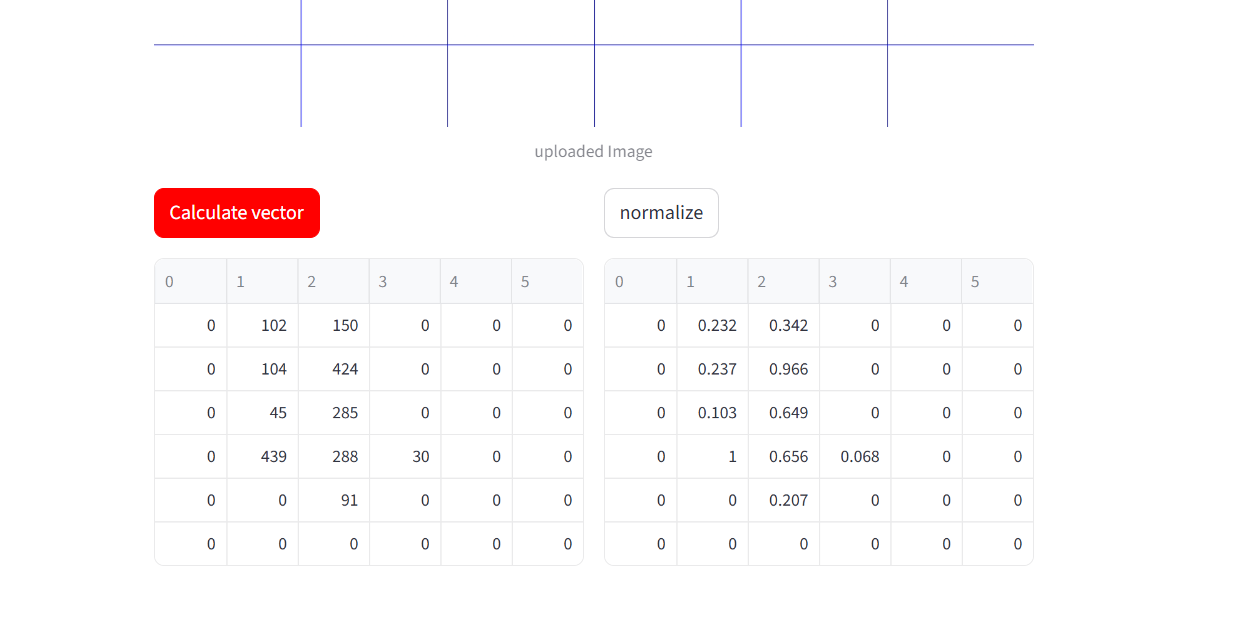 uploaded Image
Calculate vector normalize
0 1 2 3 4 5 0 1 2 3 4 5
0 102 150 0 0 0 0 0.232 0.342 0 0 0
0 104 424 0 0 0 0 0.237 0.966 0 0 0
0 45 285 0 0 0 0 0.103 0.649 0 0 0
0 439 288 30 0 0 0 1 0.656 0.068 0 0
0 0 91 0 0 0 0 0 0.207 0 0 0
0 0 0 0 0 0 0 0 0 0 0 0